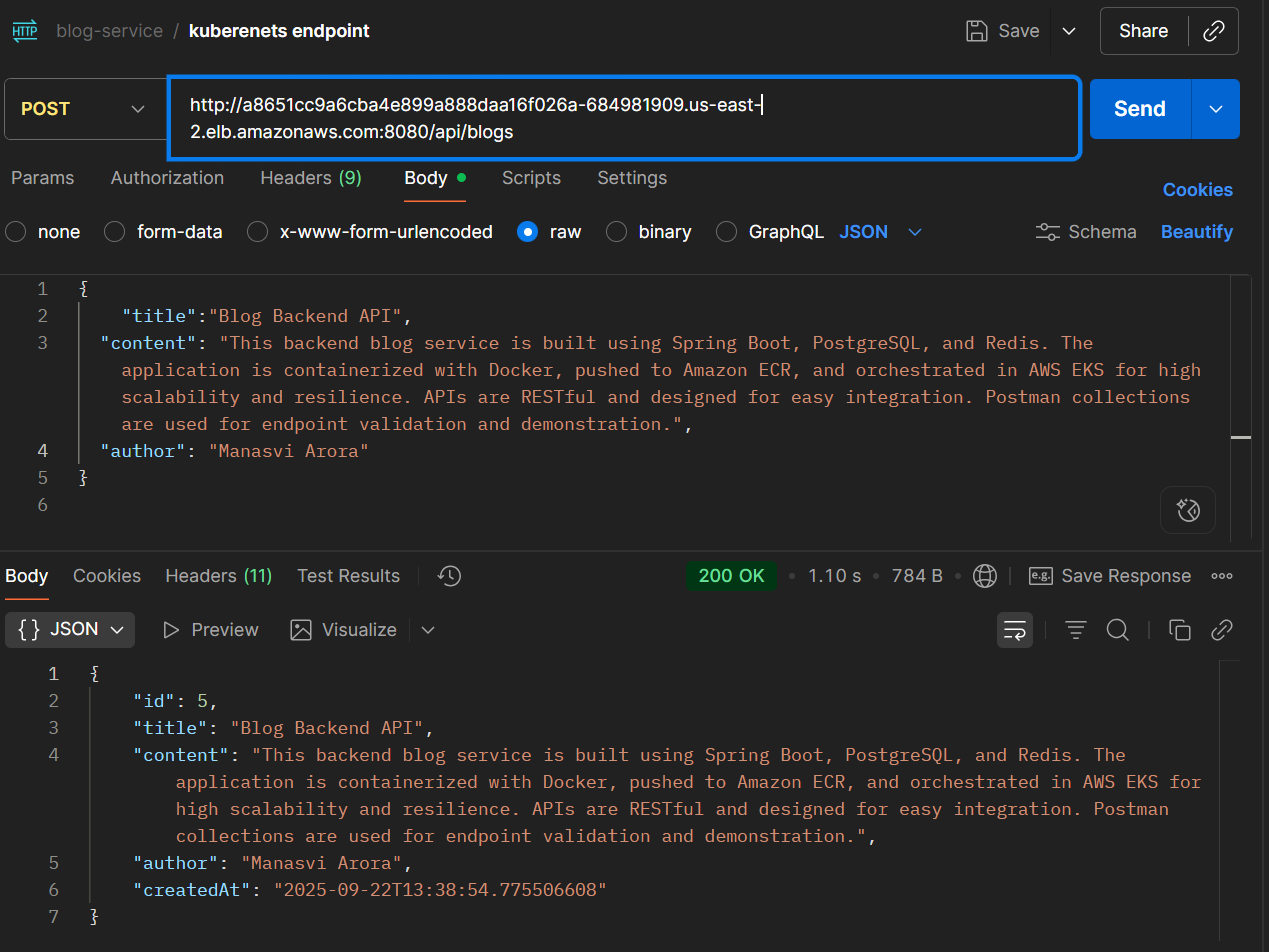 HTTP blog-service / kuberenets endpoint Save Share
POST http://a8651cc9a6cba4e899a888daa16f026a-684981909.us-east-
2.elb.amazonaws.com:8080/api/blogs Send
Params Authorization Headers (9) Body Scripts Settings Cookies
none form-data x-www-form-urlencoded raw binary GraphQL JSON Schema Beautify
1 {
2 "title":"Blog Backend API",
3 "content": "This backend blog service is built using Spring Boot, PostgreSQL, and Redis. The
application is containerized with Docker, pushed to Amazon ECR, and orchestrated in AWS EKS for high
scalability and resilience. APIs are RESTful and designed for easy integration. Postman collections
are used for endpoint validation and demonstration.",
4 "author": "Manasvi Arora"
5 }
6
Body Cookies Headers (11) Test Results 200 OK • 1.10 s • 784 B • e.g. Save Response
{} JSON Preview Visualize
1 {
2 "id": 5,
3 "title": "Blog Backend API",
4 "content": "This backend blog service is built using Spring Boot, PostgreSQL, and Redis. The
application is containerized with Docker, pushed to Amazon ECR, and orchestrated in AWS EKS for
high scalability and resilience. APIs are RESTful and designed for easy integration. Postman
collections are used for endpoint validation and demonstration.",
5 "author": "Manasvi Arora",
6 "createdAt": "2025-09-22T13:38:54.775506608"
7 }